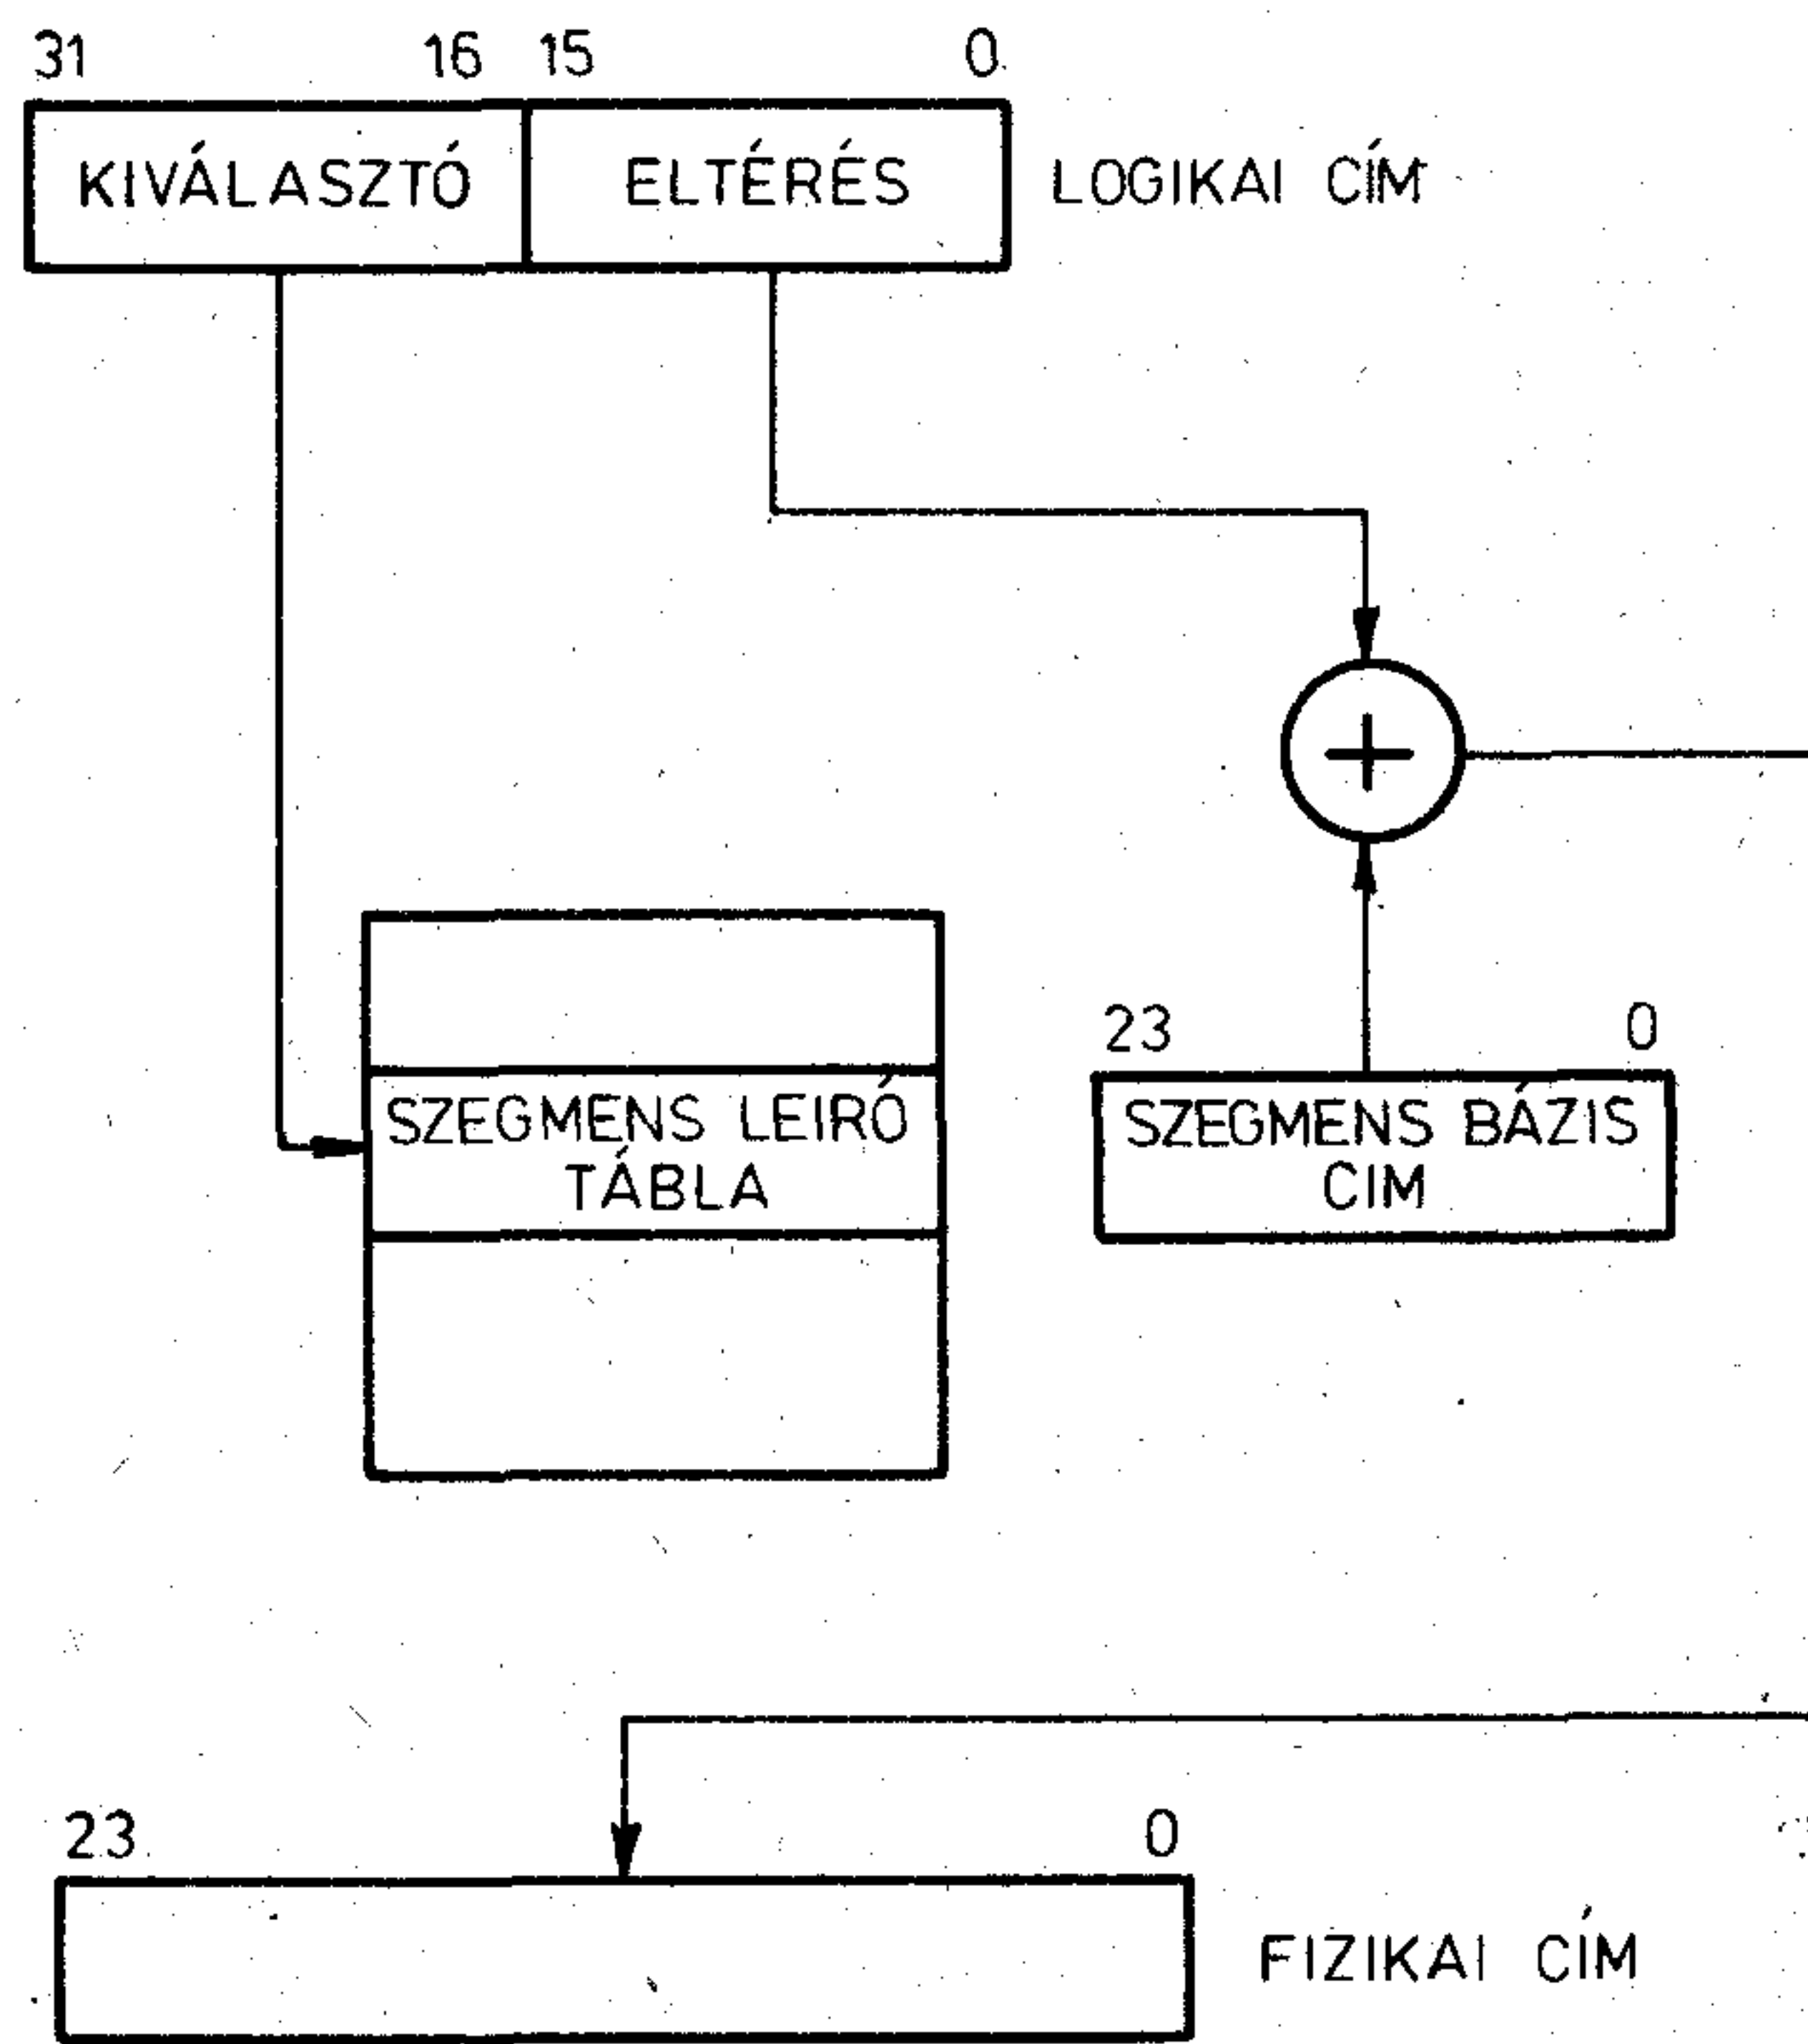 31 16 15 0
KIVÁLASZTÓ ELTÉRÉS LOGIKAI CÍM
23 0
SZEGMENS LEIRÓ SZEGMENS BÁZIS
TÁBLA CIM
23 0
FIZIKAI CÍM